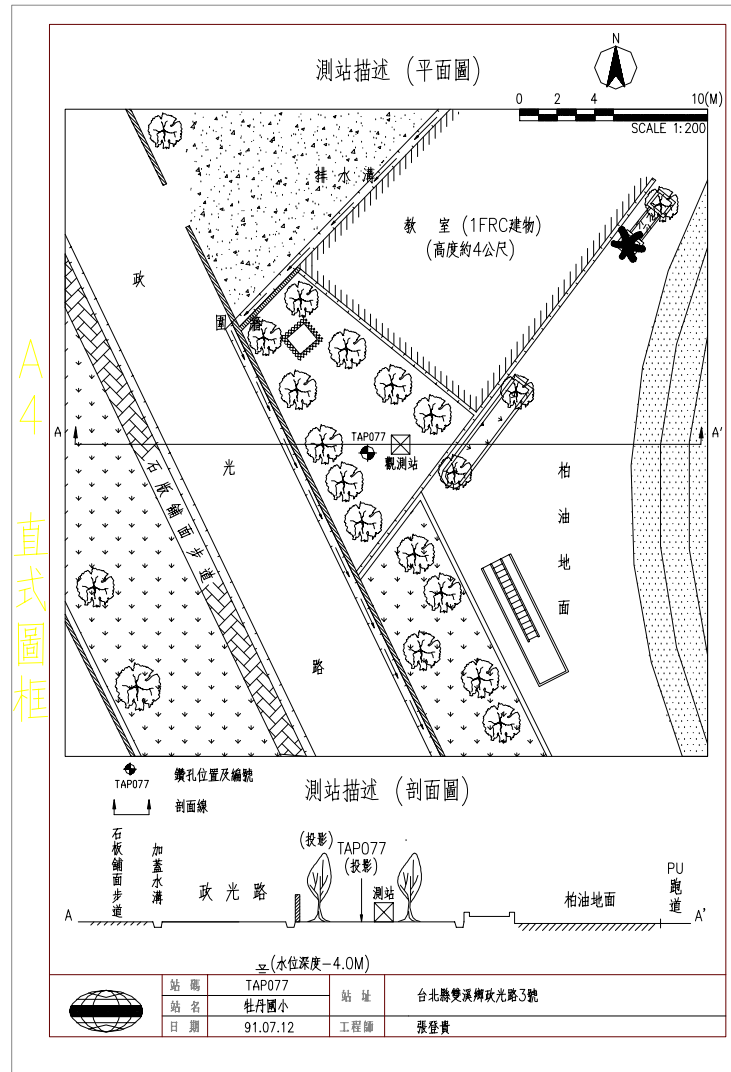 測站描述 (平面圖)
N
0 2 4 10(M)
SCALE 1:200
排水溝
教 室 (1FRC建物)
(高度約4公尺)
政
圍牆
A4 直式圖框
A
A'
TAP077
觀測站
光
石版鋪面步道
柏油地面
路
TAP077
鑽孔位置及編號
剖面線
測站描述 (剖面圖)
石板鋪面步道
加蓋水溝
政光路
(投影)
TAP077
(投影)
測站
柏油地面
PU跑道
A
A'
(水位深度-4.0M)
站碼 TAP077
站名 牡丹國小
站址 台北縣雙溪鄉政光路3號
日期 91.07.12
工程師 張登貴